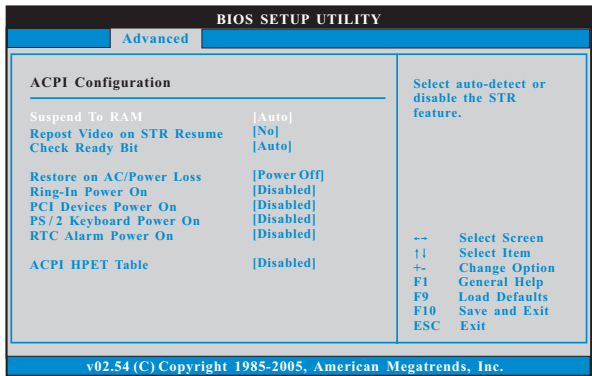 BIOS SETUP UTILITY
Advanced
ACPI Configuration
Suspend To RAM [Auto]
Repost Video on STR Resume [No]
Check Ready Bit [Auto]
Restore on AC/Power Loss [Power Off]
Ring-In Power On [Disabled]
PCI Devices Power On [Disabled]
PS/2 Keyboard Power On [Disabled]
RTC Alarm Power On [Disabled]
ACPI HPET Table [Disabled]
Select auto-detect or
disable the STR
feature.
←→ Select Screen
↑↓ Select Item
+- Change Option
F1 General Help
F9 Load Defaults
F10 Save and Exit
ESC Exit
v02.54 (C) Copyright 1985-2005, American Megatrends, Inc.